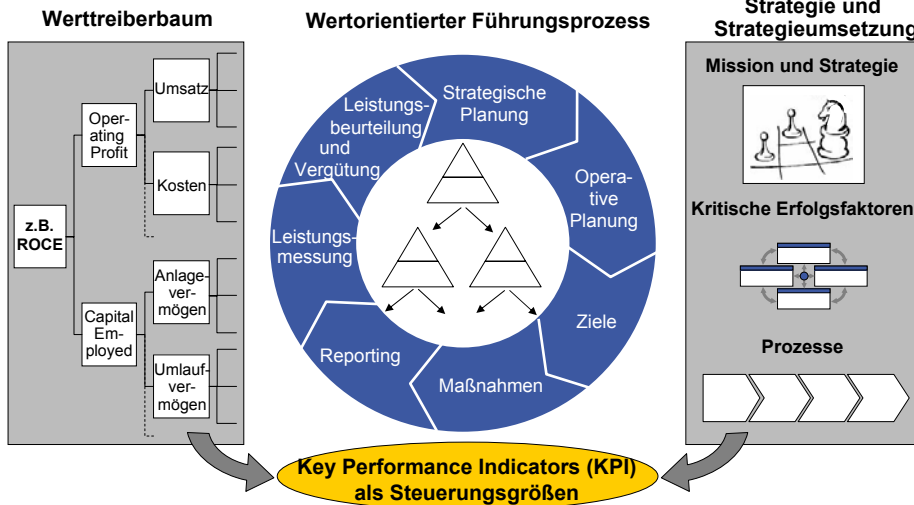 Werttreiberbaum
z.B.
ROCE
Oper-
ating
Profit
Capital
Em-
ployed
Umsatz
Kosten
Anlage-
ver-
mögen
Umlauf-
ver-
mögen
Wertorientierter Führungsprozess
Strategische
Planung
Opera-
tive
Planung
Ziele
Maßnahmen
Reporting
Leistungs-
messung
Leistungs-
beurteilung
und
Vergütung
Strategie und
Strategieumsetzung
Mission und Strategie
Kritische Erfolgsfaktoren
Prozesse
Key Performance Indicators (KPI)
als Steuerungsgrößen